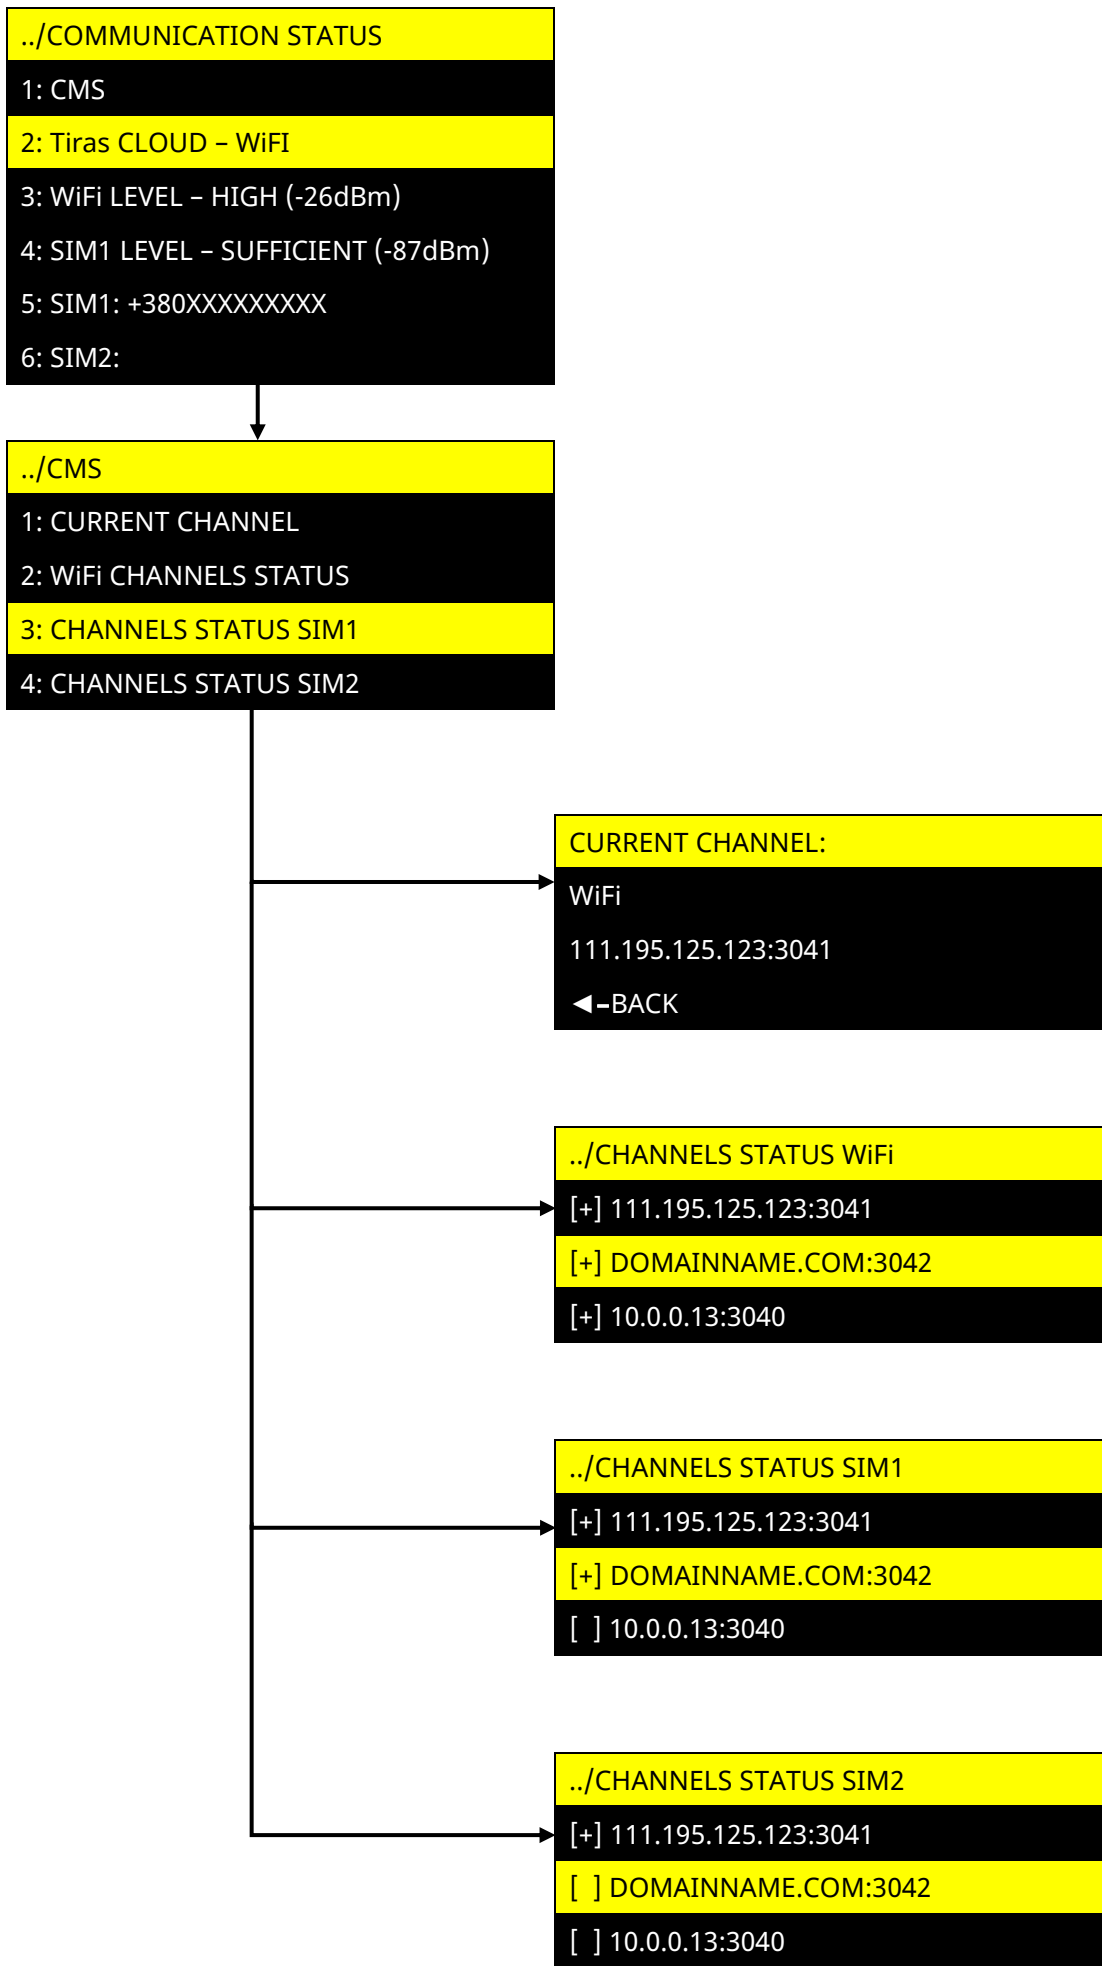 ../COMMUNICATION STATUS
1: CMS
2: Tiras CLOUD – WiFI
3: WiFi LEVEL – HIGH (-26dBm)
4: SIM1 LEVEL – SUFFICIENT (-87dBm)
5: SIM1: +380XXXXXXXXX
6: SIM2:
../CMS
1: CURRENT CHANNEL
2: WiFi CHANNELS STATUS
3: CHANNELS STATUS SIM1
4: CHANNELS STATUS SIM2
CURRENT CHANNEL:
WiFi
111.195.125.123:3041
◄–BACK
../CHANNELS STATUS WiFi
[+] 111.195.125.123:3041
[+] DOMAINNAME.COM:3042
[+] 10.0.0.13:3040
../CHANNELS STATUS SIM1
[+] 111.195.125.123:3041
[+] DOMAINNAME.COM:3042
[  ] 10.0.0.13:3040
../CHANNELS STATUS SIM2
[+] 111.195.125.123:3041
[  ] DOMAINNAME.COM:3042
[  ] 10.0.0.13:3040